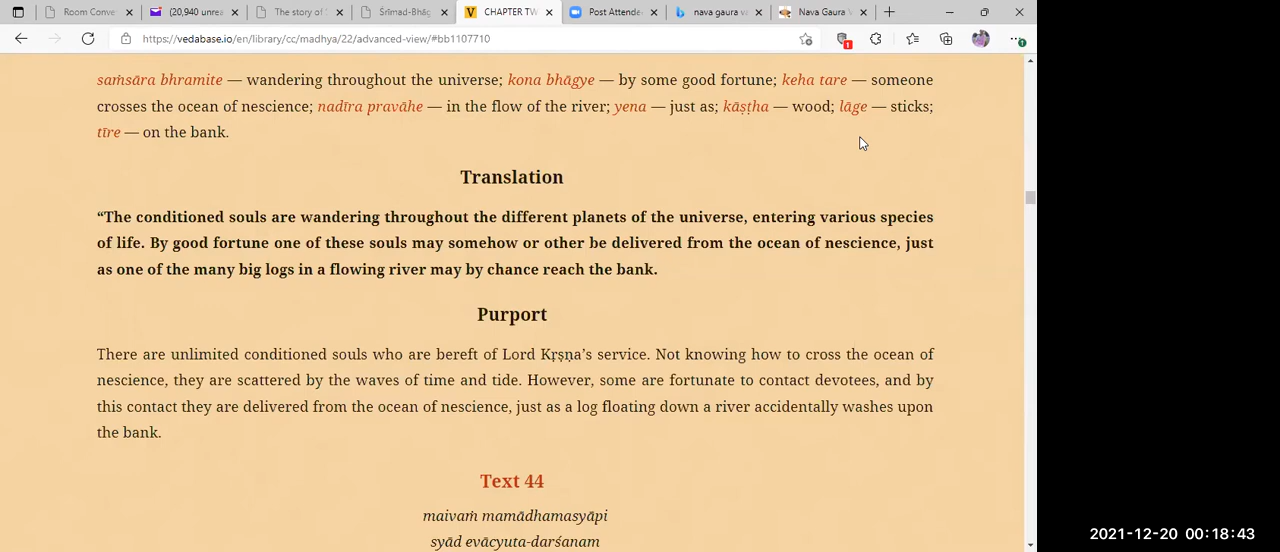 Room Conve
(20,940 unrea
The story of
Śrīmad-Bhāg
CHAPTER TW
Post Attende
nava gaura va
Nava Gaura V
https://vedabase.io/en/library/cc/madhya/22/advanced-view/#bb1107710
saṁsāra bhramite — wandering throughout the universe; kona bhāgye — by some good fortune; keha tare — someone
crosses the ocean of nescience; nadīra pravāhe — in the flow of the river; yena — just as; kāṣṭha — wood; lāge — sticks;
tīre — on the bank.
Translation
“The conditioned souls are wandering throughout the different planets of the universe, entering various species
of life. By good fortune one of these souls may somehow or other be delivered from the ocean of nescience, just
as one of the many big logs in a flowing river may by chance reach the bank.
Purport
There are unlimited conditioned souls who are bereft of Lord Kṛṣṇa’s service. Not knowing how to cross the ocean of
nescience, they are scattered by the waves of time and tide. However, some are fortunate to contact devotees, and by
this contact they are delivered from the ocean of nescience, just as a log floating down a river accidentally washes upon
the bank.
Text 44
maivaṁ mamādhamasyāpi
syād evācyuta-darśanam
2021-12-20 00:18:43